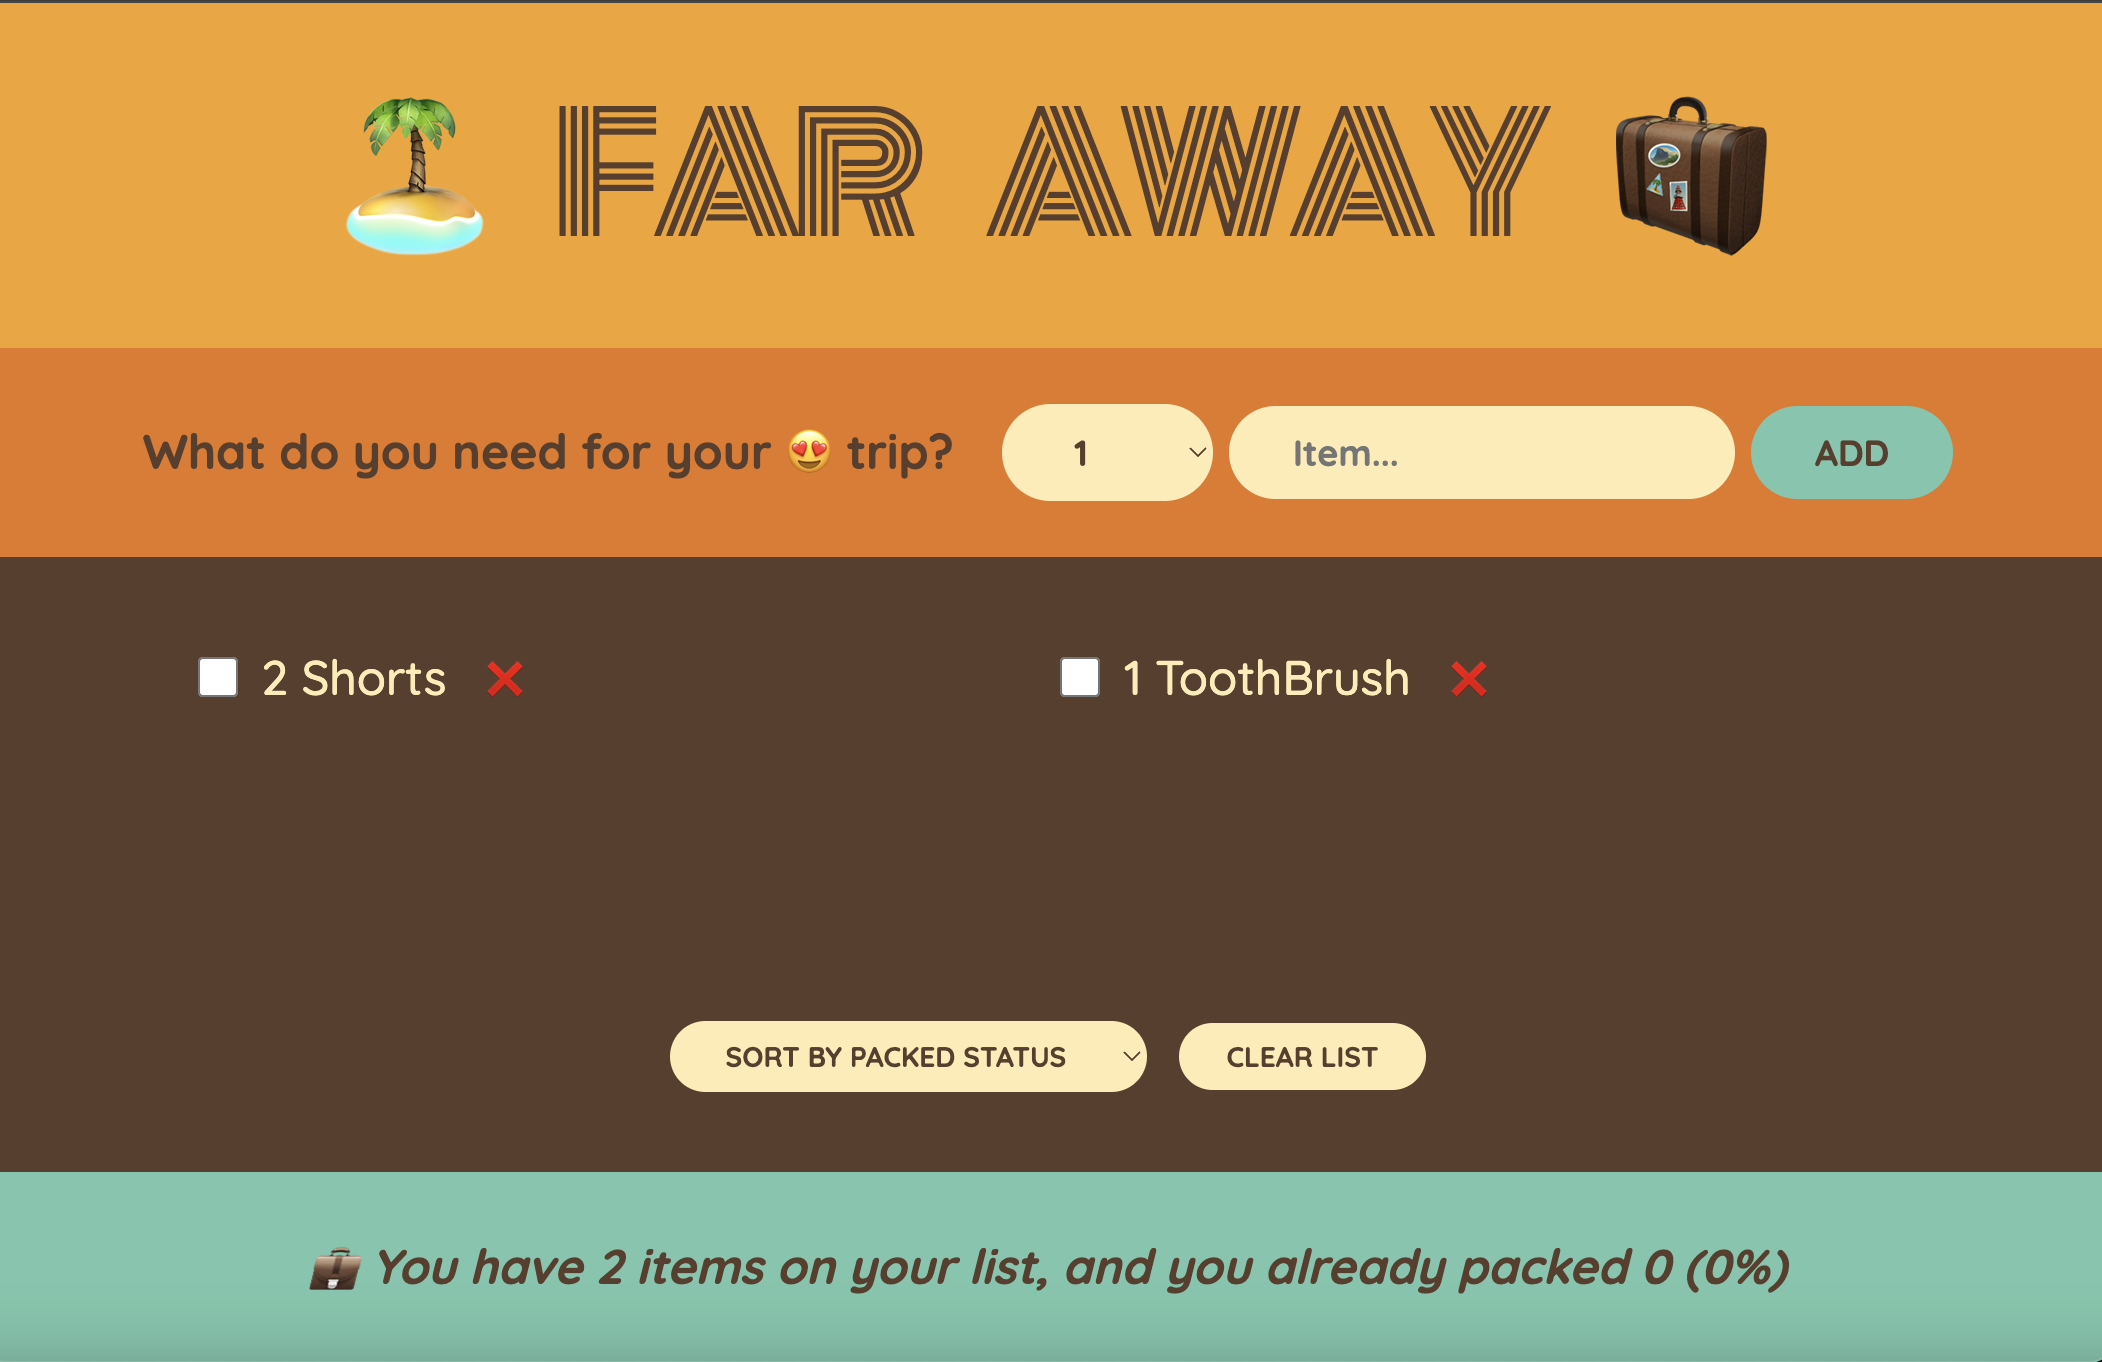 🌴 FAR AWAY 🧳
What do you need for your 😍 trip? 1 Item... ADD
2 Shorts ❌ 1 ToothBrush ❌
SORT BY PACKED STATUS CLEAR LIST
💼 You have 2 items on your list, and you already packed 0 (0%)